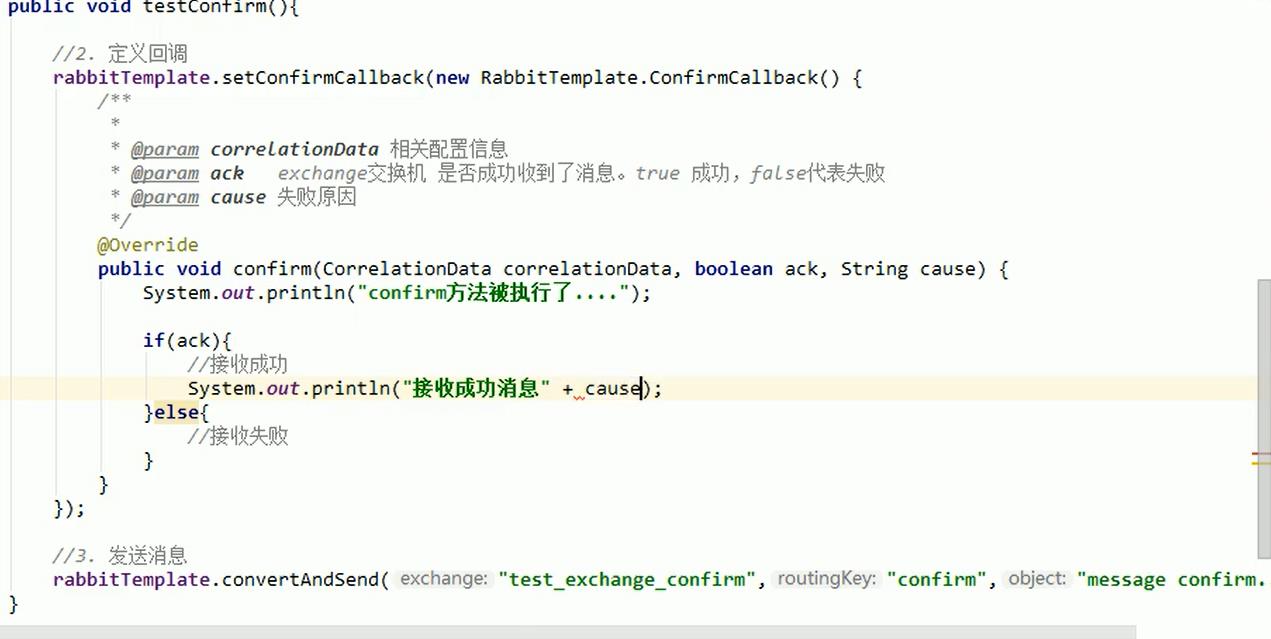 public void testConfirm(){
//2. 定义回调
rabbitTemplate.setConfirmCallback(new RabbitTemplate.ConfirmCallback() {
/**
*
* @param correlationData 相关配置信息
* @param ack exchange交换机 是否成功收到了消息。true 成功，false代表失败
* @param cause 失败原因
*/
@Override
public void confirm(CorrelationData correlationData, boolean ack, String cause) {
System.out.println("confirm方法被执行了....");
if(ack){
//接收成功
System.out.println("接收成功消息" + cause);
}else{
//接收失败
}
}
});
//3. 发送消息
rabbitTemplate.convertAndSend( exchange: "test_exchange_confirm", routingKey: "confirm", object: "message confirm.
}